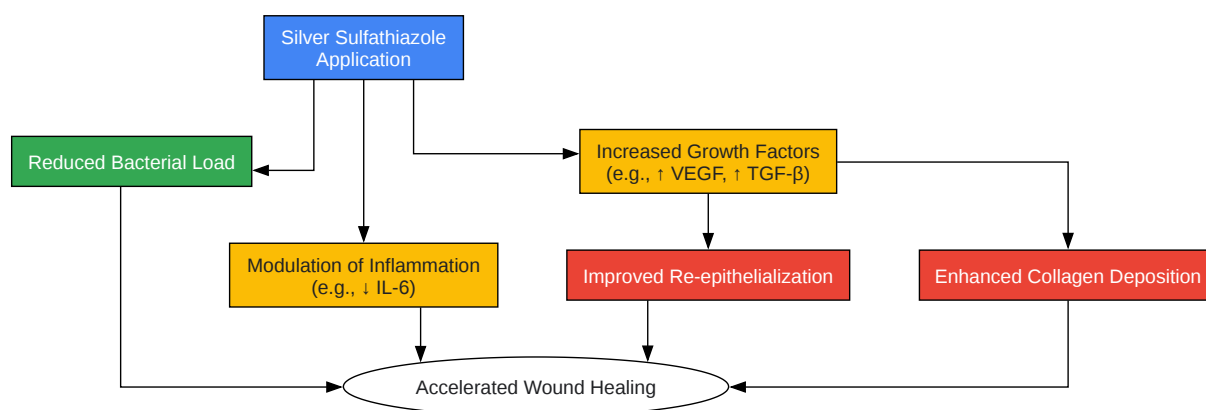 Silver Sulfathiazole
Application
Reduced Bacterial Load
Increased Growth Factors
(e.g., ↑ VEGF, ↑ TGF-β)
Modulation of Inflammation
(e.g., ↓ IL-6)
Improved Re-epithelialization
Enhanced Collagen Deposition
Accelerated Wound Healing